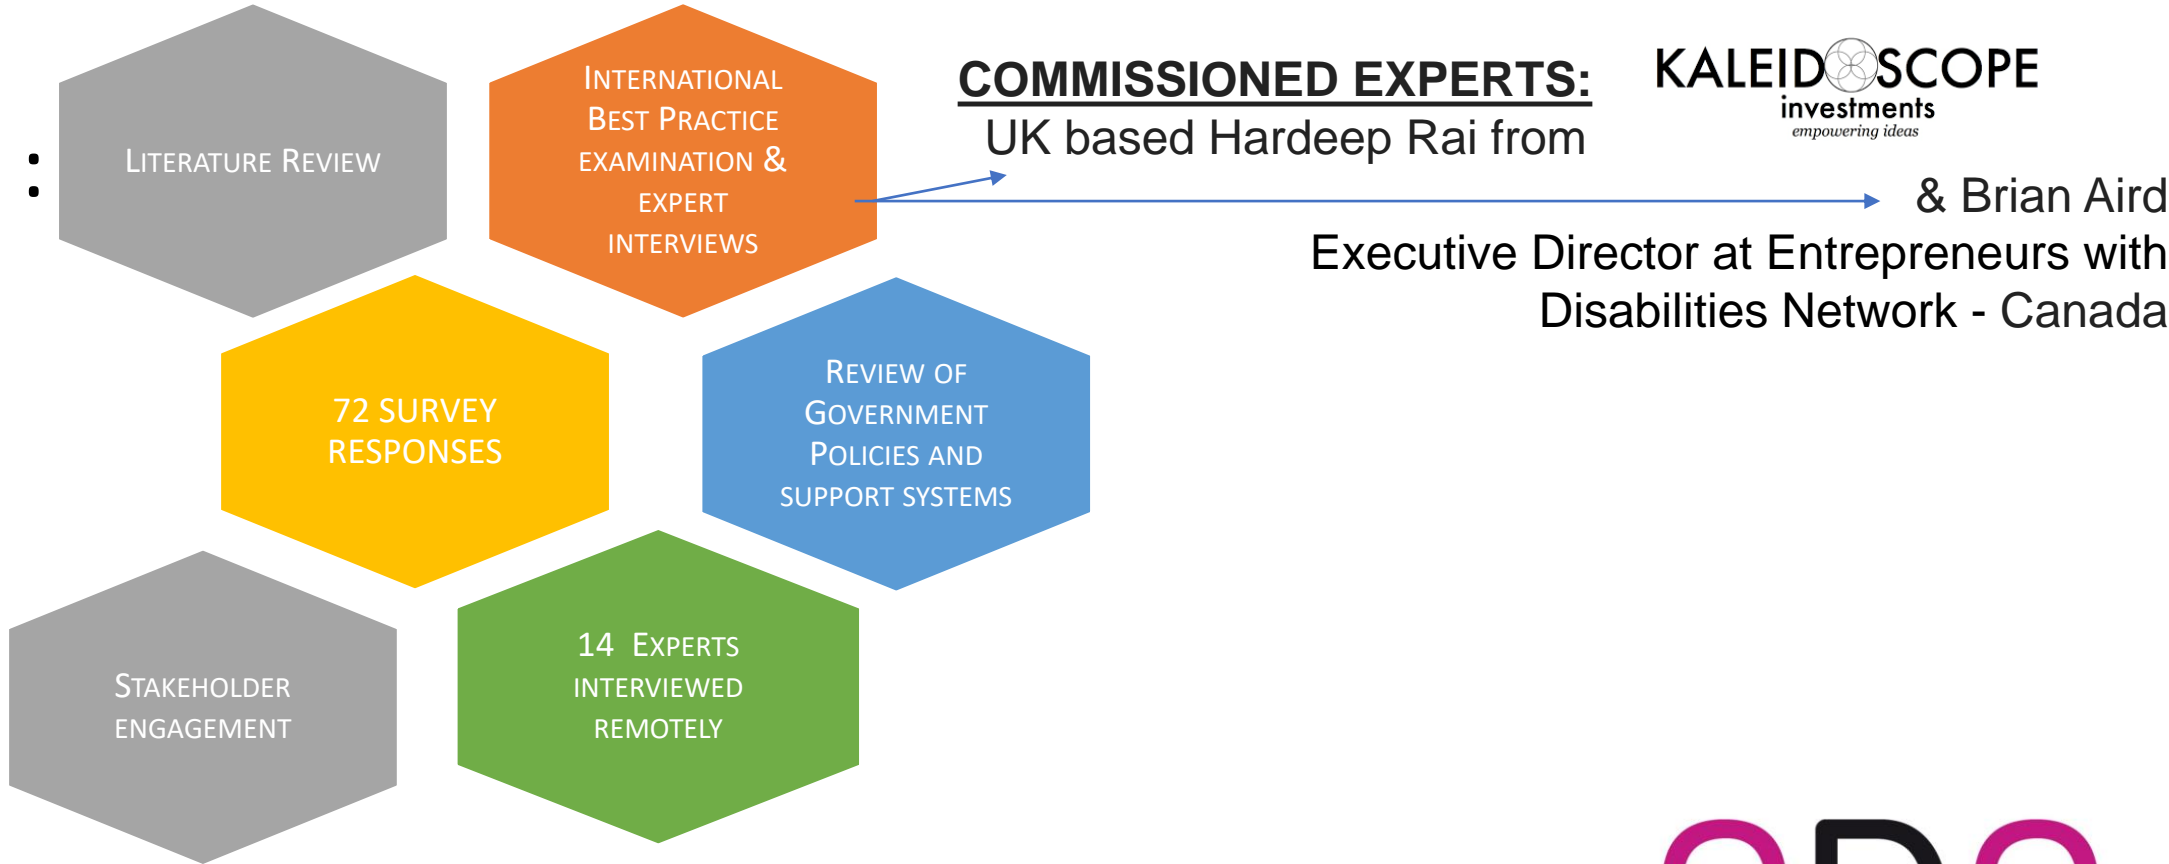 :
LITERATURE REVIEW
INTERNATIONAL
BEST PRACTICE
EXAMINATION &
EXPERT
INTERVIEWS
COMMISSIONED EXPERTS:
UK based Hardeep Rai from
KALEIDOSCOPE
investments
empowering ideas
& Brian Aird
Executive Director at Entrepreneurs with
Disabilities Network - Canada
72 SURVEY
RESPONSES
REVIEW OF
GOVERNMENT
POLICIES AND
SUPPORT SYSTEMS
STAKEHOLDER
ENGAGEMENT
14 EXPERTS
INTERVIEWED
REMOTELY